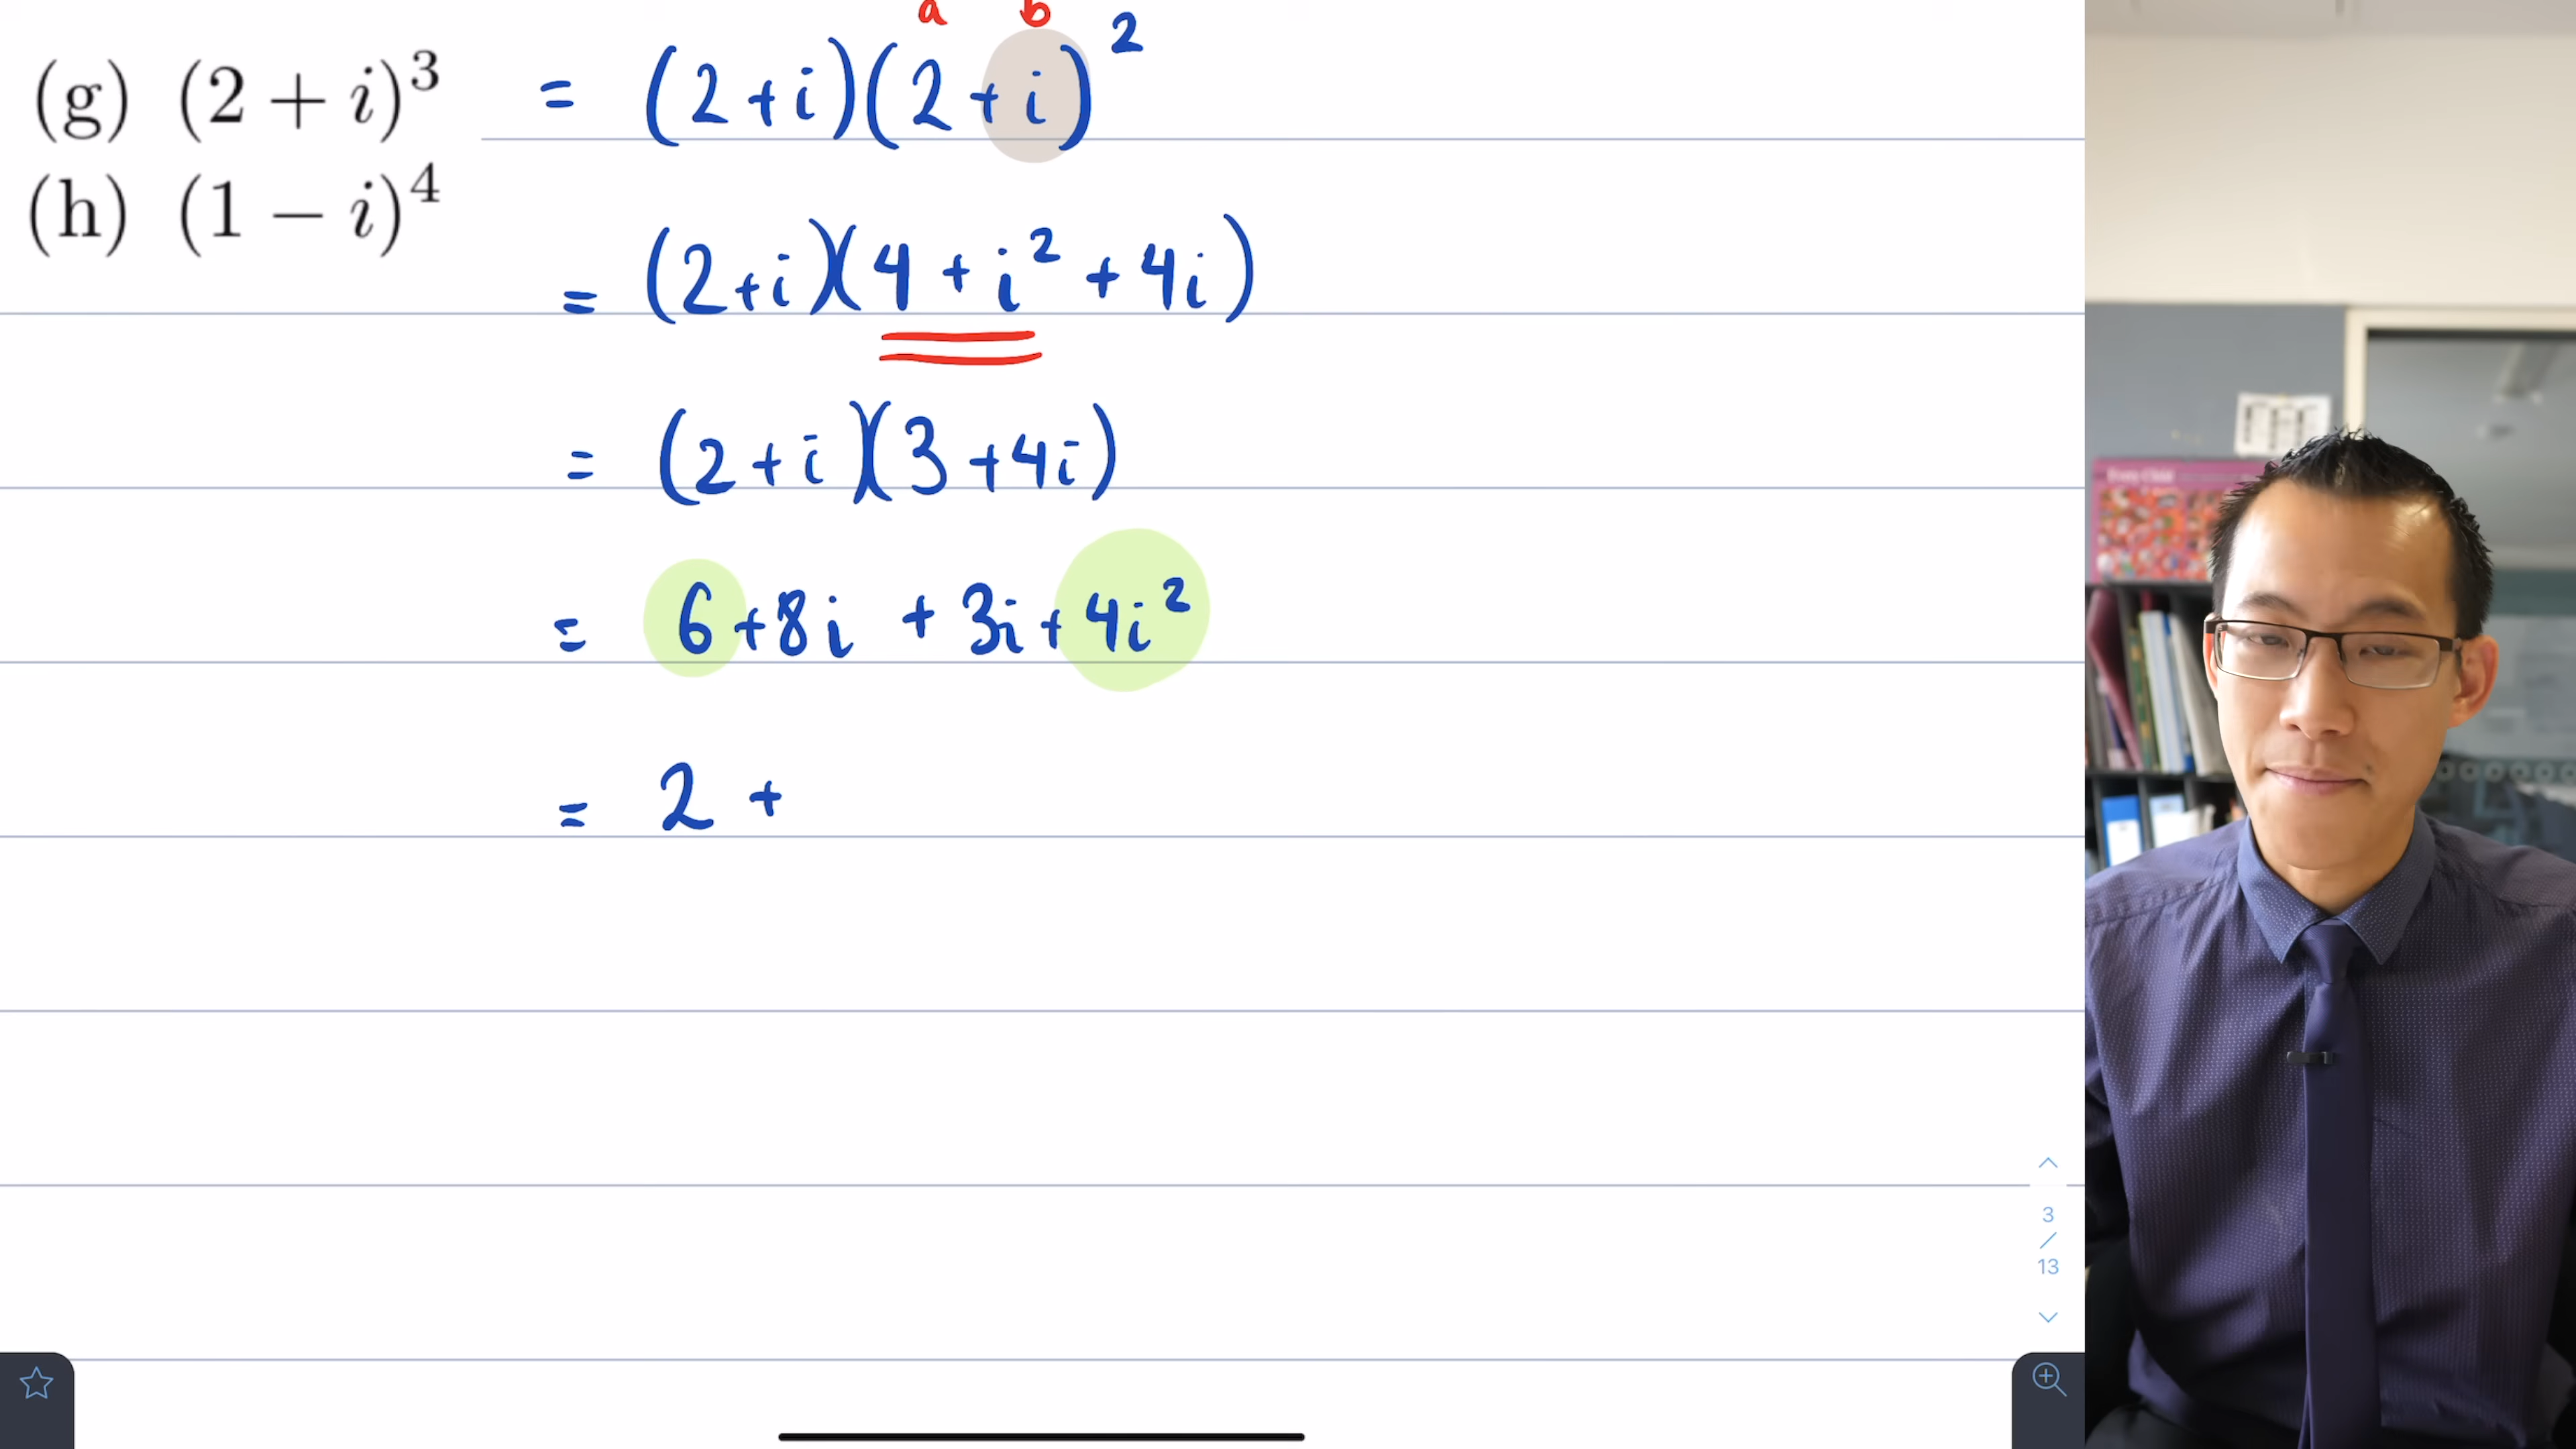 a b
(g) (2 + i)³ = (2+i)(2+i)²
(h) (1 − i)⁴
= (2+i)(4 + i² + 4i)
= (2+i)(3+4i)
= 6+8i + 3i+4i²
= 2 +
3
/
13